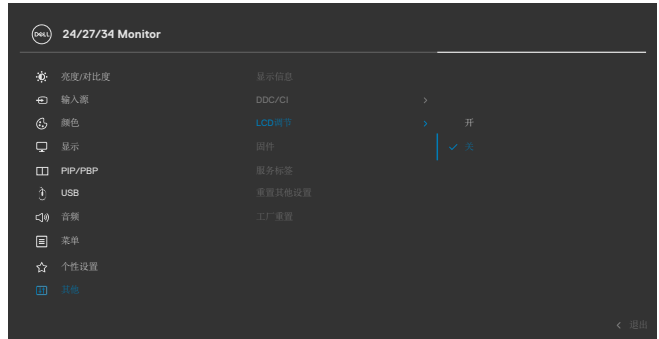 DELL 24/27/34 Monitor
亮度/对比度 显示信息
输入源 DDC/CI >
颜色 LCD调节 > 开
显示 固件 ✓ 关
PIP/PBP 服务标签
USB 重置其他设置
音频 工厂重置
菜单
个性设置
其他
< 退出